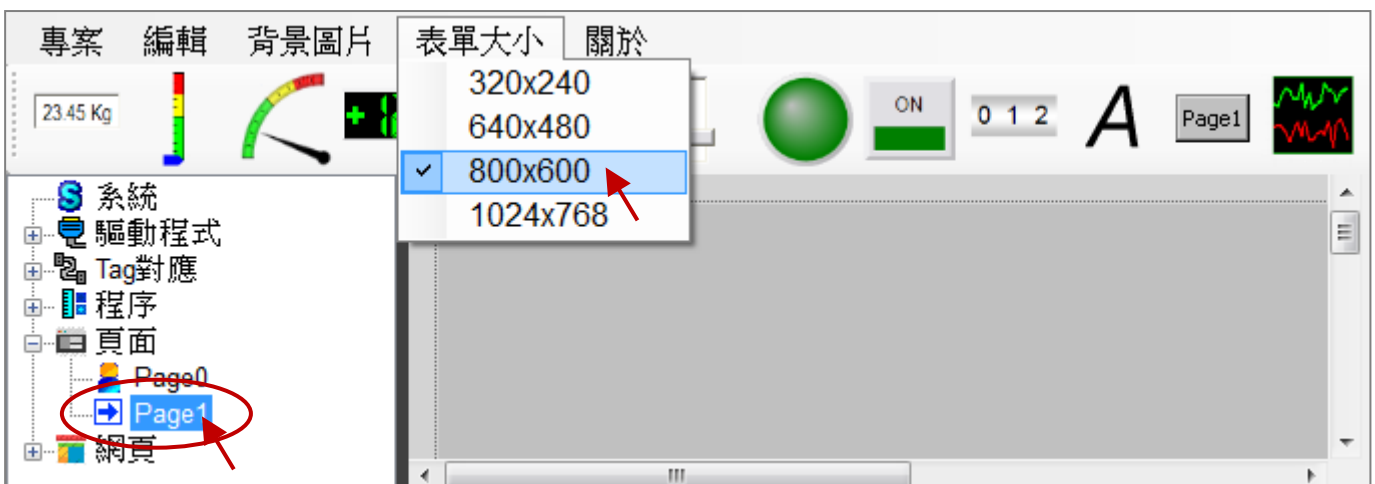 專案 編輯 背景圖片 表單大小 關於
320x240
640x480
800x600
1024x768
23.45 Kg
ON
0 1 2
A
Page1
系統
驅動程式
Tag對應
程序
頁面
Page0
Page1
網頁